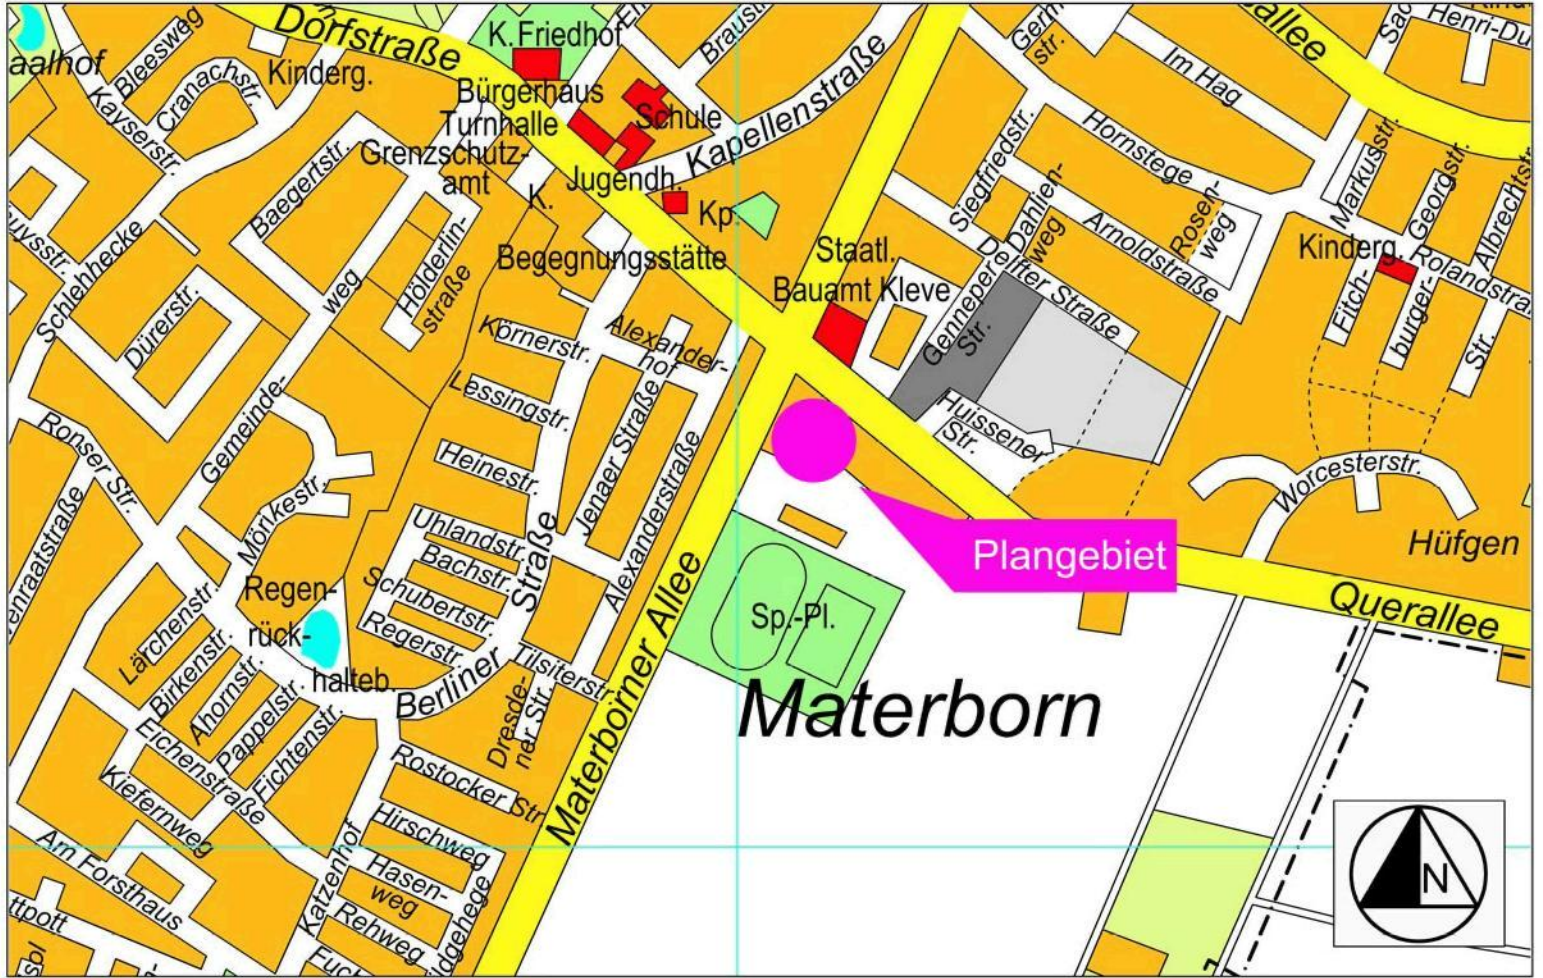 K.Friedhof
Dorfstraße
Bleesweg
Cranachstr.
Kinderg.
Kayserstr.
Bürgerhaus
Turnhalle
Schule
Grenzschutz-
amt
K.
Jugendh.
Kapellenstraße
Kp.
Begegnungsstätte
Staatl.
Bauamt Kleve
Im Hag
Henri-Du
Hornstege
Siegfriedstr.
Dahlien-
weg
Rosen-
weg
Arnoldstraße
Delfter Straße
Genneper
Str.
Huissener
Str.
Markusstr.
Georgstr.
Albrechtstr
Kinderg.
Rolandstra
Fitch-
burger-
Str.
Worcesterstr.
Hüfgen
Baegertstr.
Hölderlin-
straße
Schlehhecke
Dürerstr.
Gemeinde-
weg
Körnerstr.
Alexander-
hof
Lessingstr.
Heinestr.
Jenaer Straße
Alexanderstraße
Ronser Str.
Mörikestr.
Uhlandstr.
Bachstr.
Schubertstr.
Regerstr.
Berliner Straße
Regen-
rück-
halteb.
Lärchenstr.
Birkenstr.
Ahornstr.
Pappelstr.
Fichtenstr.
Eichenstraße
Kiefernweg
Am Forsthaus
Tilsiterstr.
Dresde-
ner Str.
Rostocker Str
Hirschweg
Hasen-
weg
Rehweg
Katzenhof
Materborner Allee
Sp.-Pl.
Plangebiet
Querallee
Materborn
N